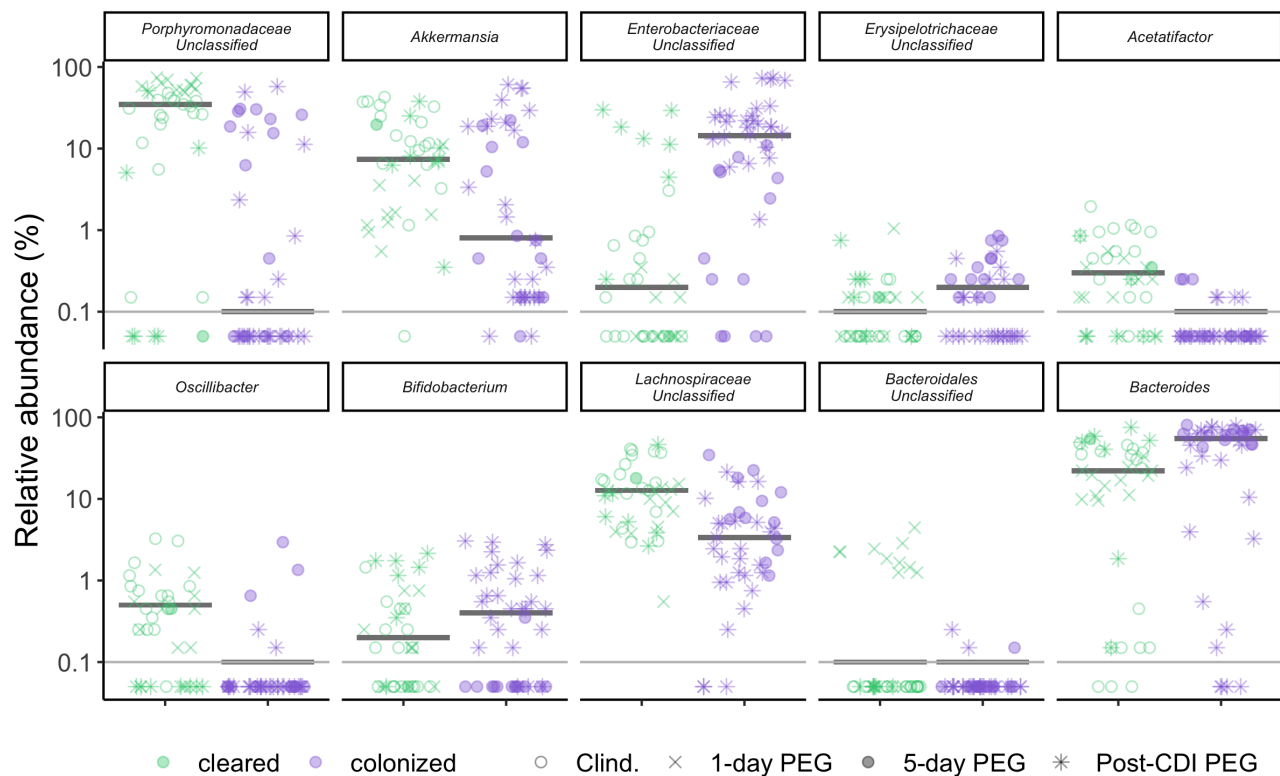 Porphyromonadaceae
Unclassified
Akkermansia
Enterobacteriaceae
Unclassified
Erysipelotrichaceae
Unclassified
Acetatifactor
100
10
1
0.1
Relative abundance (%)
Oscillibacter
Bifidobacterium
Lachnospiraceae
Unclassified
Bacteroidales
Unclassified
Bacteroides
100
10
1
0.1
cleared
colonized
Clind.
1-day PEG
5-day PEG
Post-CDI PEG